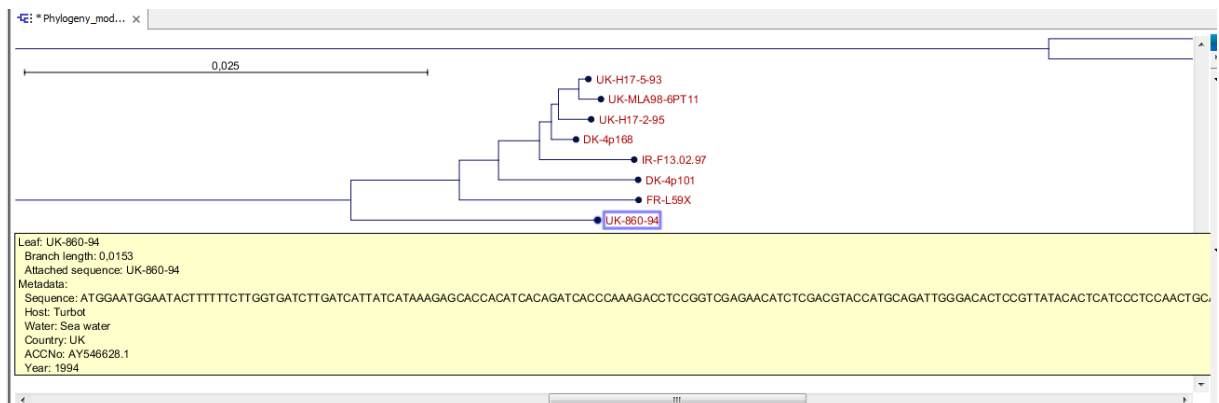 * Phylogeny_mod...
0,025
UK-H17-5-93
UK-MLA98-6PT11
UK-H17-2-95
DK-4p168
IR-F13.02.97
DK-4p101
FR-L59X
UK-860-94
Leaf: UK-860-94
Branch length: 0,0153
Attached sequence: UK-860-94
Metadata:
Sequence: ATGGAATGGAATACTTTTTTCTTGGTGATCTTGATCATTATCATAAAGAGCACCACATCACAGATCACCCAAAGACCTCCGGTCGAGAACATCTCGACGTACCATGCAGATTGGGACACTCCGTTATACACTCATCCCTCCAACTGCA
Host: Turbot
Water: Sea water
Country: UK
ACCNo: AY546628.1
Year: 1994